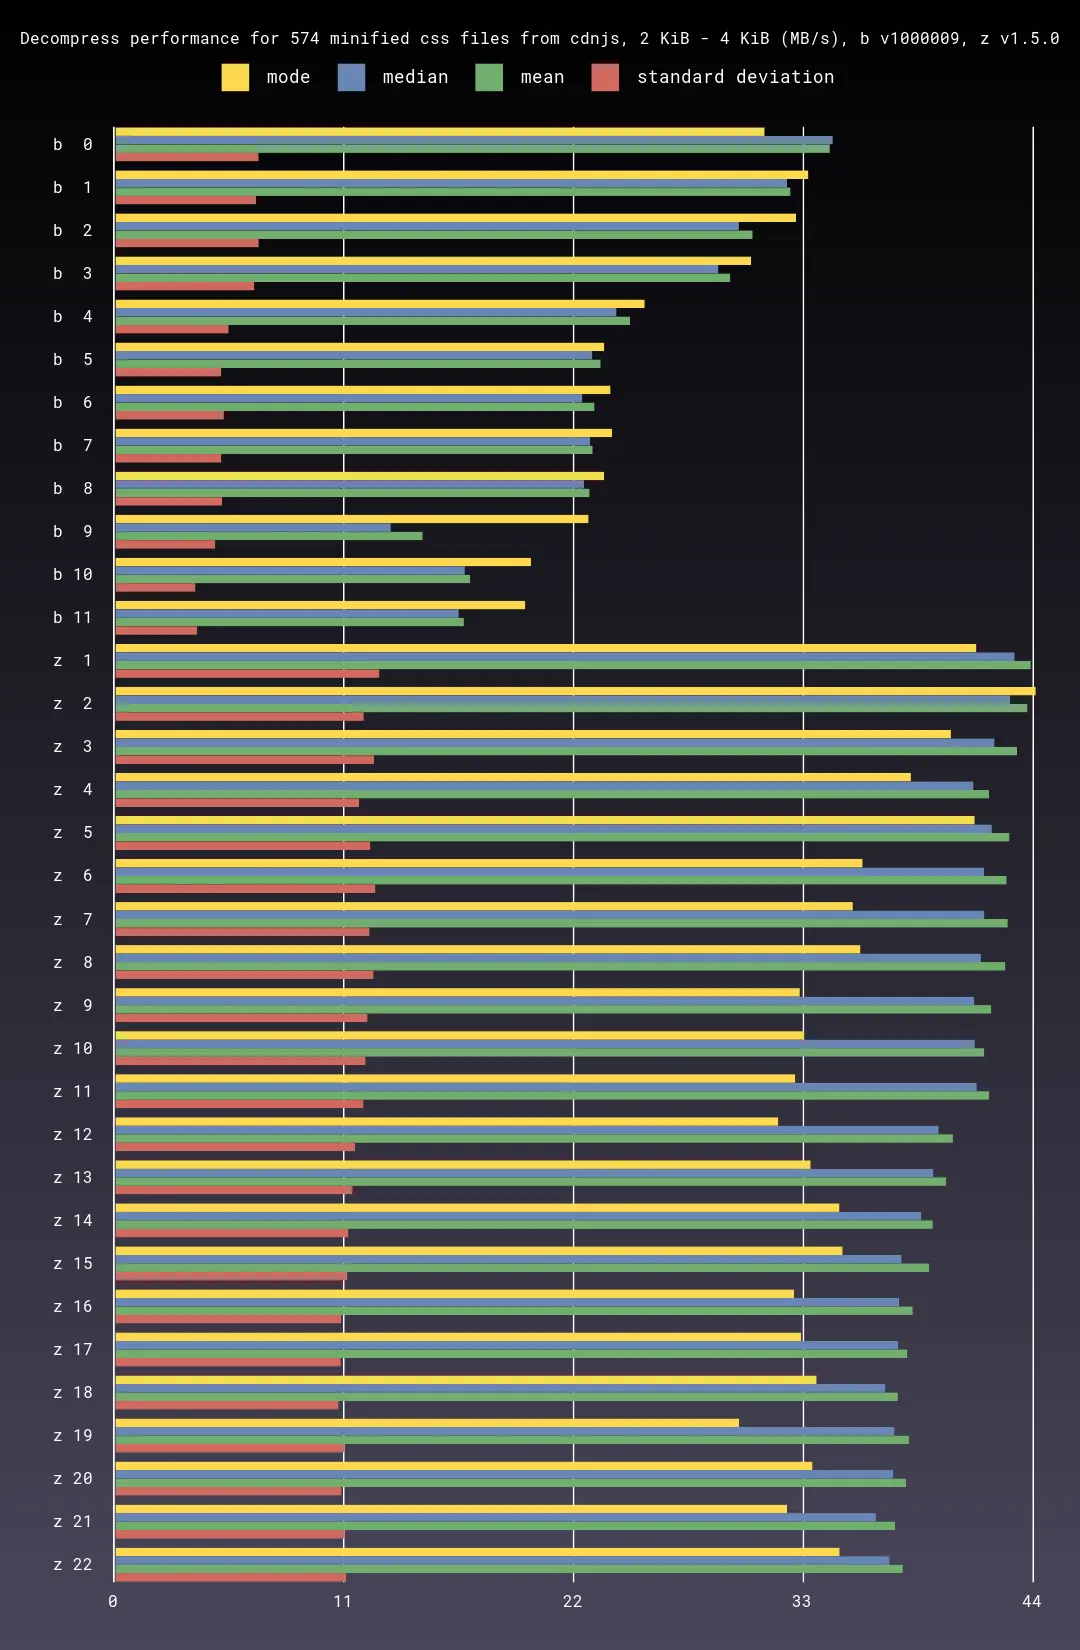 Decompress performance for 574 minified css files from cdnjs, 2 KiB - 4 KiB (MB/s), b v1000009, z v1.5.0
mode median mean standard deviation
b 0
b 1
b 2
b 3
b 4
b 5
b 6
b 7
b 8
b 9
b 10
b 11
z 1
z 2
z 3
z 4
z 5
z 6
z 7
z 8
z 9
z 10
z 11
z 12
z 13
z 14
z 15
z 16
z 17
z 18
z 19
z 20
z 21
z 22
0 11 22 33 44